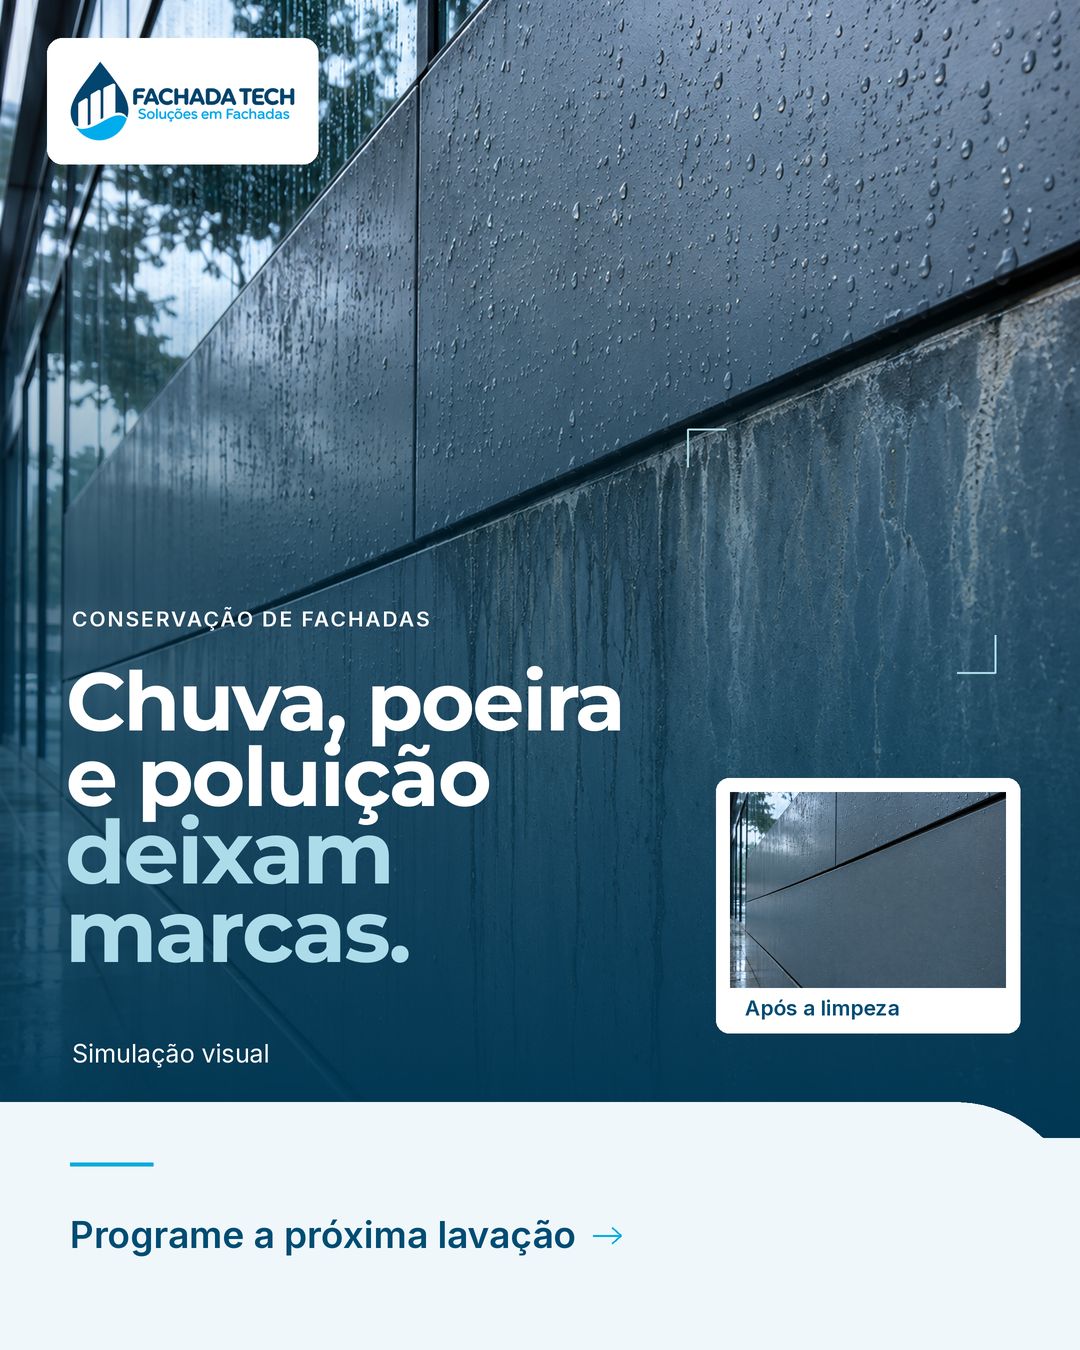 FACHADA TECH
Soluções em Fachadas
CONSERVAÇÃO DE FACHADAS
Chuva, poeira
e poluição
deixam
marcas.
Após a limpeza
Simulação visual
Programe a próxima lavação →